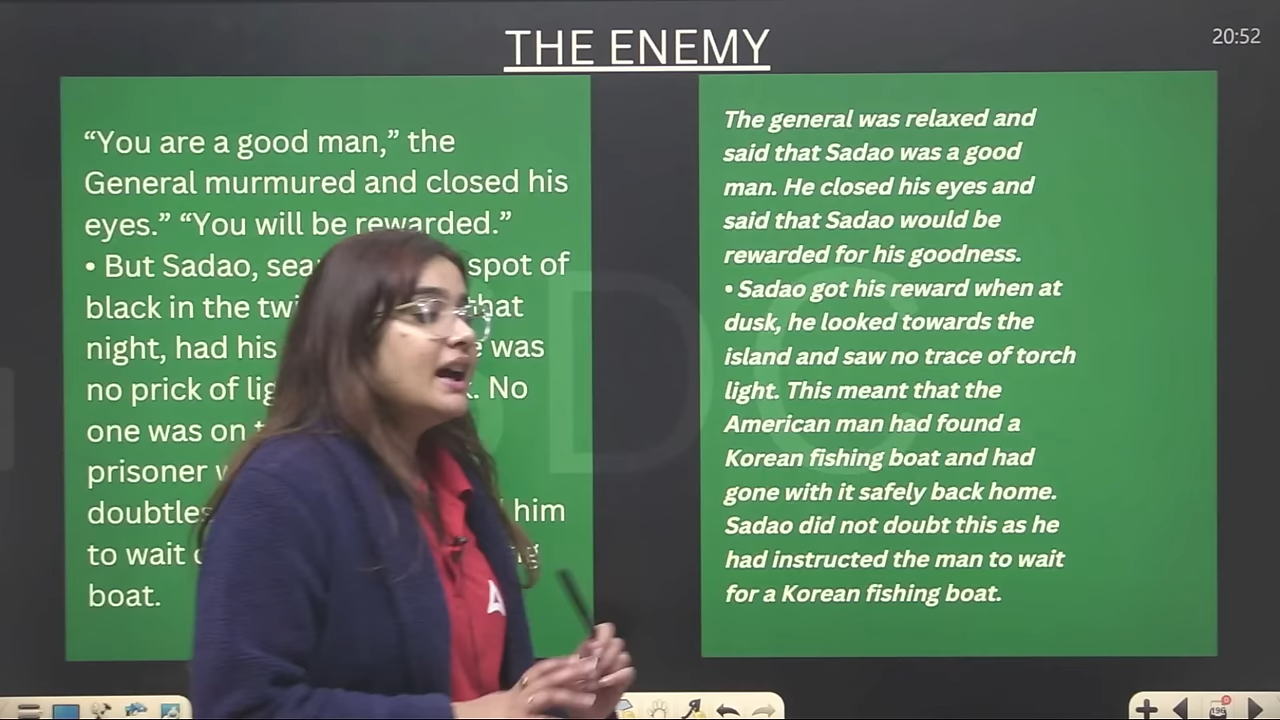 THE ENEMY
20:52
“You are a good man,” the
General murmured and closed his
eyes.” “You will be rewarded.”
• But Sadao, spot of
black in the that
night, had his was
no prick of No
one was on
prisoner
him
to wait
boat.
The general was relaxed and
said that Sadao was a good
man. He closed his eyes and
said that Sadao would be
rewarded for his goodness.
• Sadao got his reward when at
dusk, he looked towards the
island and saw no trace of torch
light. This meant that the
American man had found a
Korean fishing boat and had
gone with it safely back home.
Sadao did not doubt this as he
had instructed the man to wait
for a Korean fishing boat.